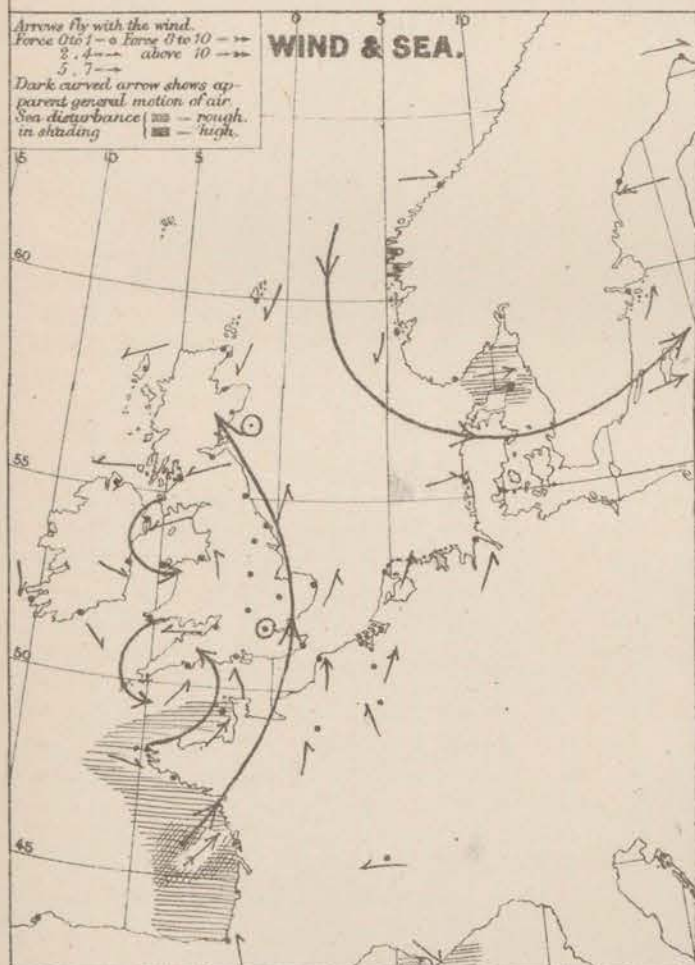 0 5 10
Arrows fly with the wind.
Force 0 to 1 — Force 8 to 10 —
2 „ 4 — above 10 —
5 „ 7 —
Dark curved arrow shows ap-
parent general motion of air
Sea disturbance { — rough.
in shading { — high.
WIND & SEA.
15 10 5
60
55
50
45